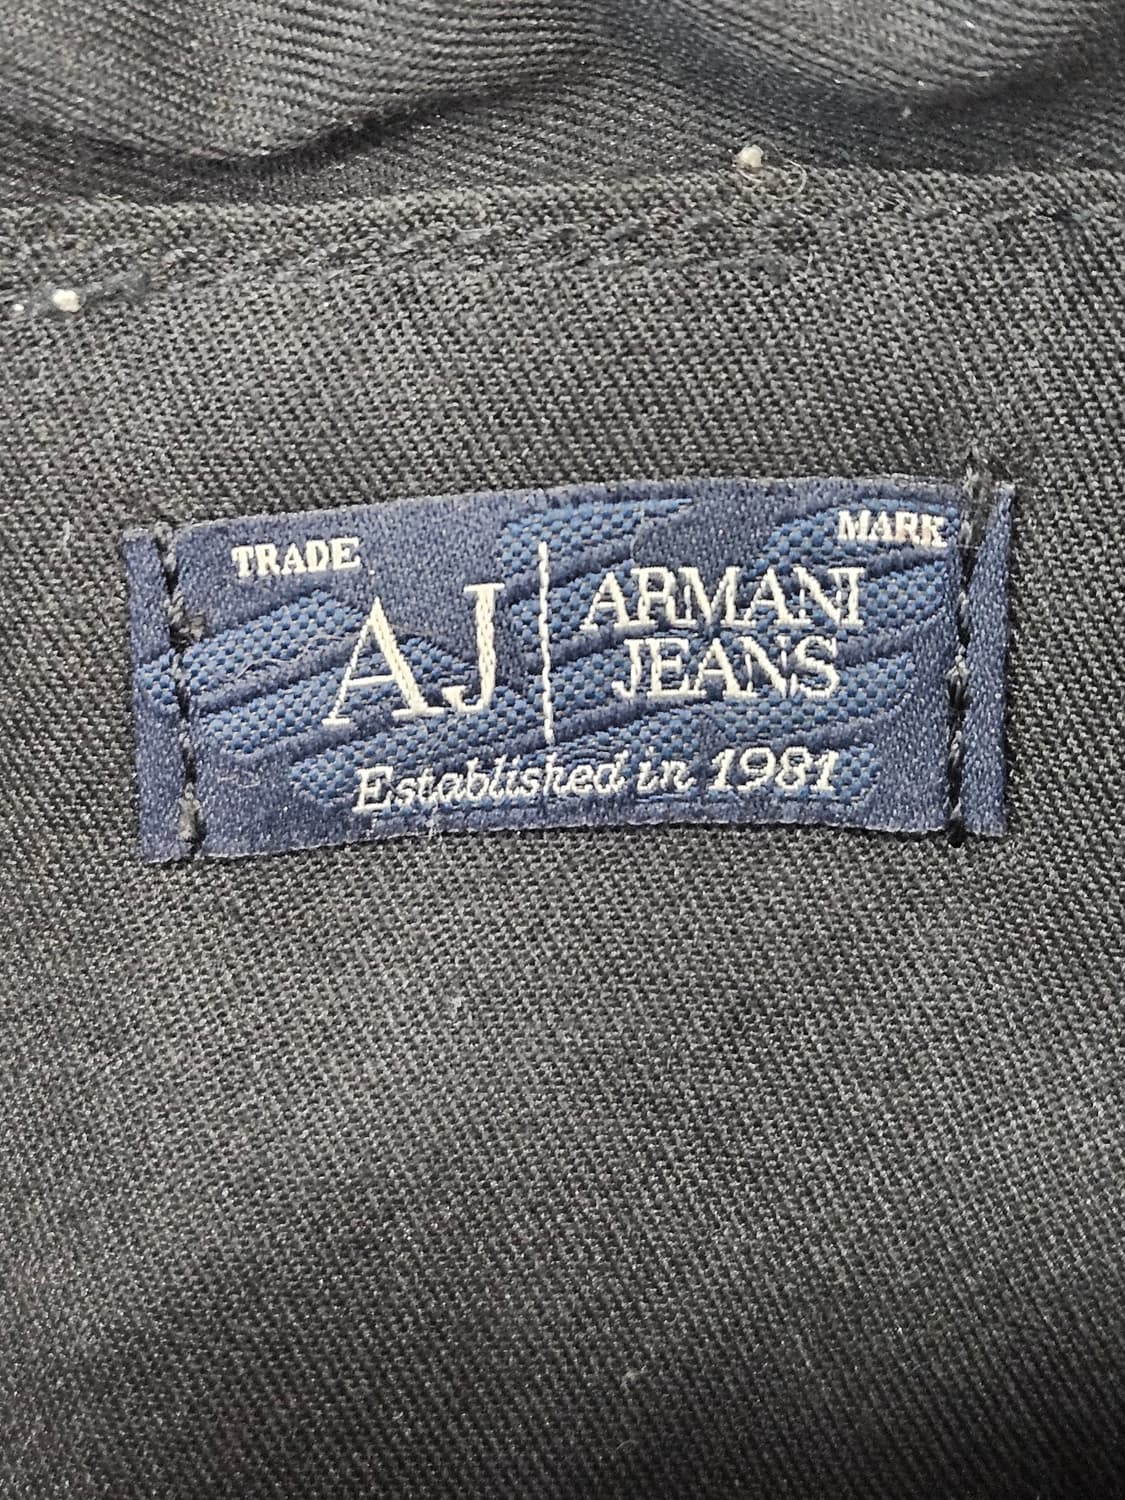 TRADE MARK
AJ ARMANI
JEANS
Established in 1981